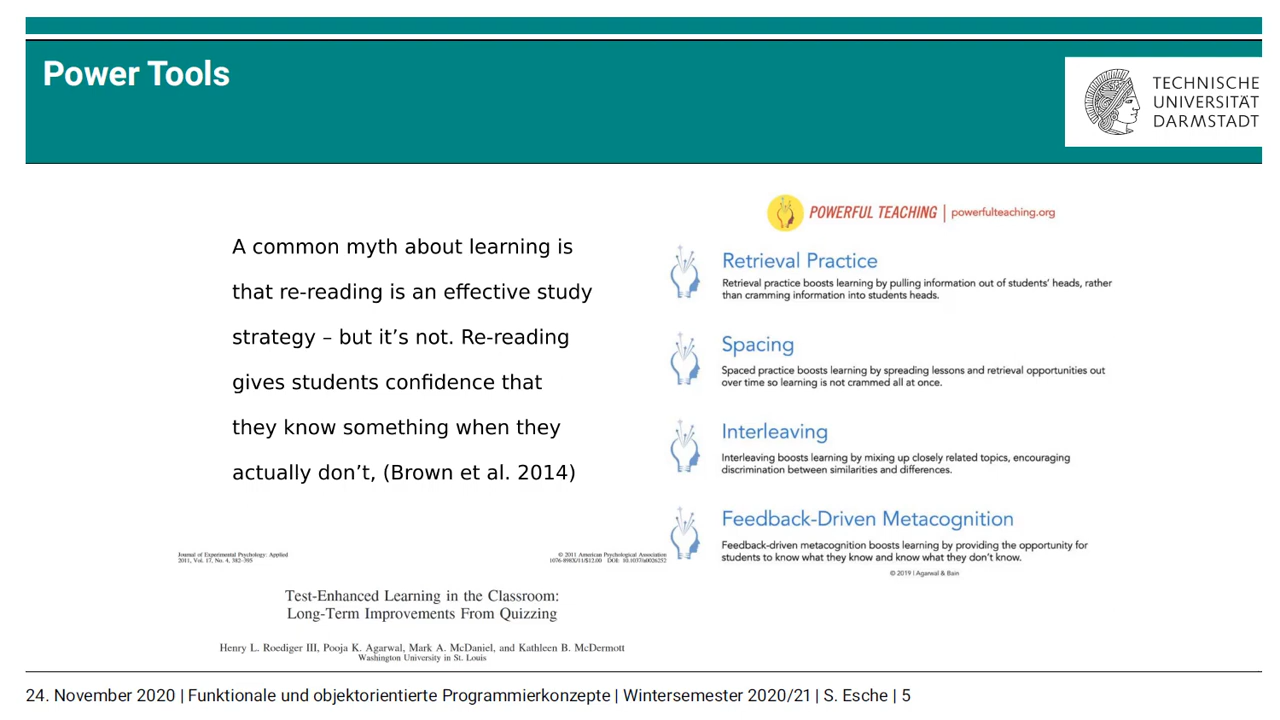 Power Tools
TECHNISCHE
UNIVERSITÄT
DARMSTADT
A common myth about learning is
that re-reading is an effective study
strategy – but it’s not. Re-reading
gives students confidence that
they know something when they
actually don’t, (Brown et al. 2014)
POWERFUL TEACHING | powerfulteaching.org
Retrieval Practice
Retrieval practice boosts learning by pulling information out of students' heads, rather
than cramming information into students heads.
Spacing
Spaced practice boosts learning by spreading lessons and retrieval opportunities out
over time so learning is not crammed all at once.
Interleaving
Interleaving boosts learning by mixing up closely related topics, encouraging
discrimination between similarities and differences.
Feedback-Driven Metacognition
Feedback-driven metacognition boosts learning by providing the opportunity for
students to know what they know and know what they don't know.
© 2019 | Agarwal & Bain
Journal of Experimental Psychology: Applied
2011, Vol. 17, No. 4, 382–395
© 2011 American Psychological Association
1076-898X/11/$12.00 DOI: 10.1037/a0026252
Test-Enhanced Learning in the Classroom:
Long-Term Improvements From Quizzing
Henry L. Roediger III, Pooja K. Agarwal, Mark A. McDaniel, and Kathleen B. McDermott
Washington University in St. Louis
24. November 2020 | Funktionale und objektorientierte Programmierkonzepte | Wintersemester 2020/21 | S. Esche | 5